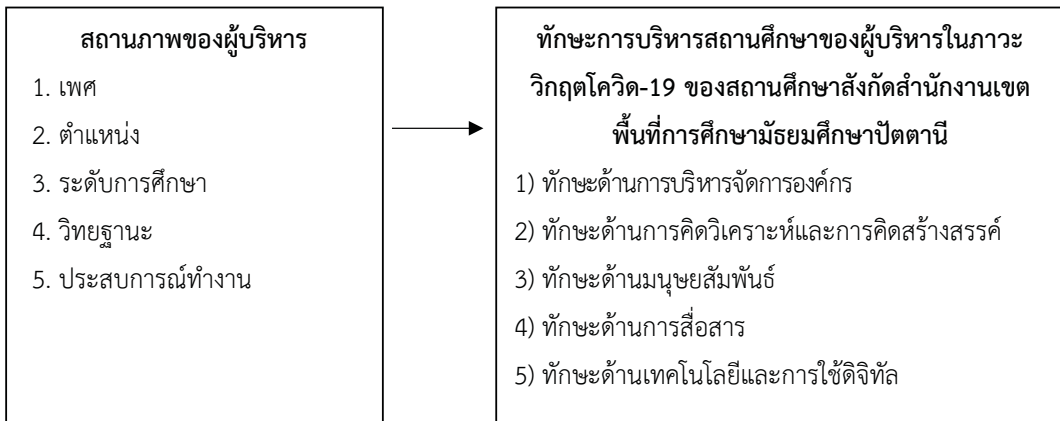 สถานภาพของผู้บริหาร
1. เพศ
2. ตำแหน่ง
3. ระดับการศึกษา
4. วิทยฐานะ
5. ประสบการณ์ทำงาน
ทักษะการบริหารสถานศึกษาของผู้บริหารในภาวะ
วิกฤตโควิด-19 ของสถานศึกษาสังกัดสำนักงานเขต
พื้นที่การศึกษามัธยมศึกษาปัตตานี
1) ทักษะด้านการบริหารจัดการองค์กร
2) ทักษะด้านการคิดวิเคราะห์และการคิดสร้างสรรค์
3) ทักษะด้านมนุษยสัมพันธ์
4) ทักษะด้านการสื่อสาร
5) ทักษะด้านเทคโนโลยีและการใช้ดิจิทัล